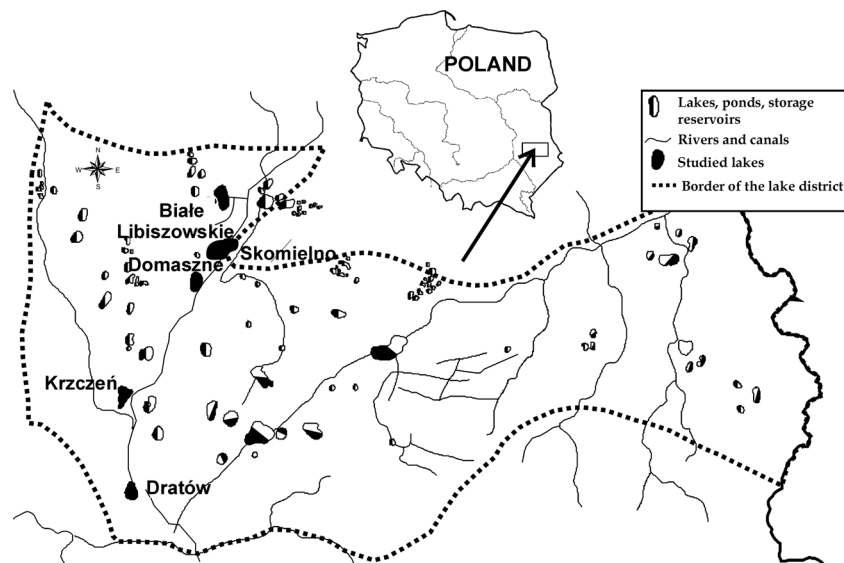 POLAND
Lakes, ponds, storage
reservoirs
Rivers and canals
Studied lakes
Border of the lake district
N
W E
S
Białe
Libiszowskie
Skomielno
Domaszne
Krzczeń
Dratów